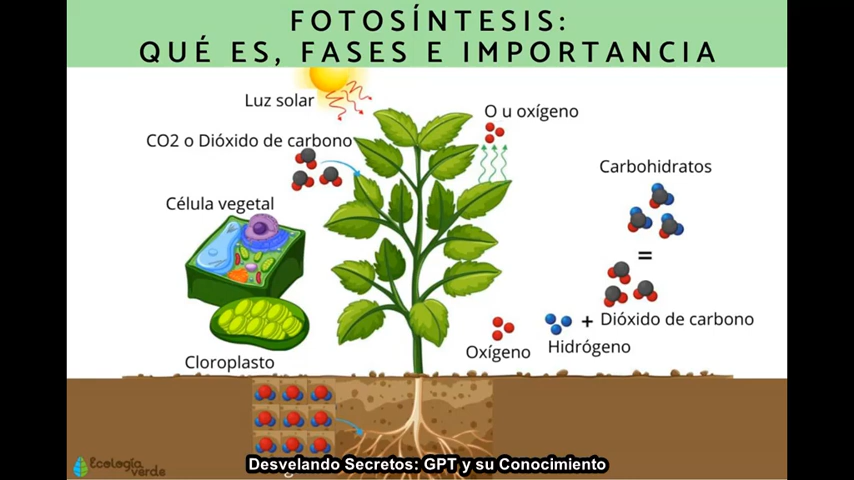 FOTOSÍNTESIS:
QUÉ ES, FASES E IMPORTANCIA
Luz solar
O u oxígeno
CO2 o Dióxido de carbono
Carbohidratos
Célula vegetal
=
+ Dióxido de carbono
Oxígeno
Hidrógeno
Cloroplasto
Ecología
verde
Desvelando Secretos: GPT y su Conocimiento